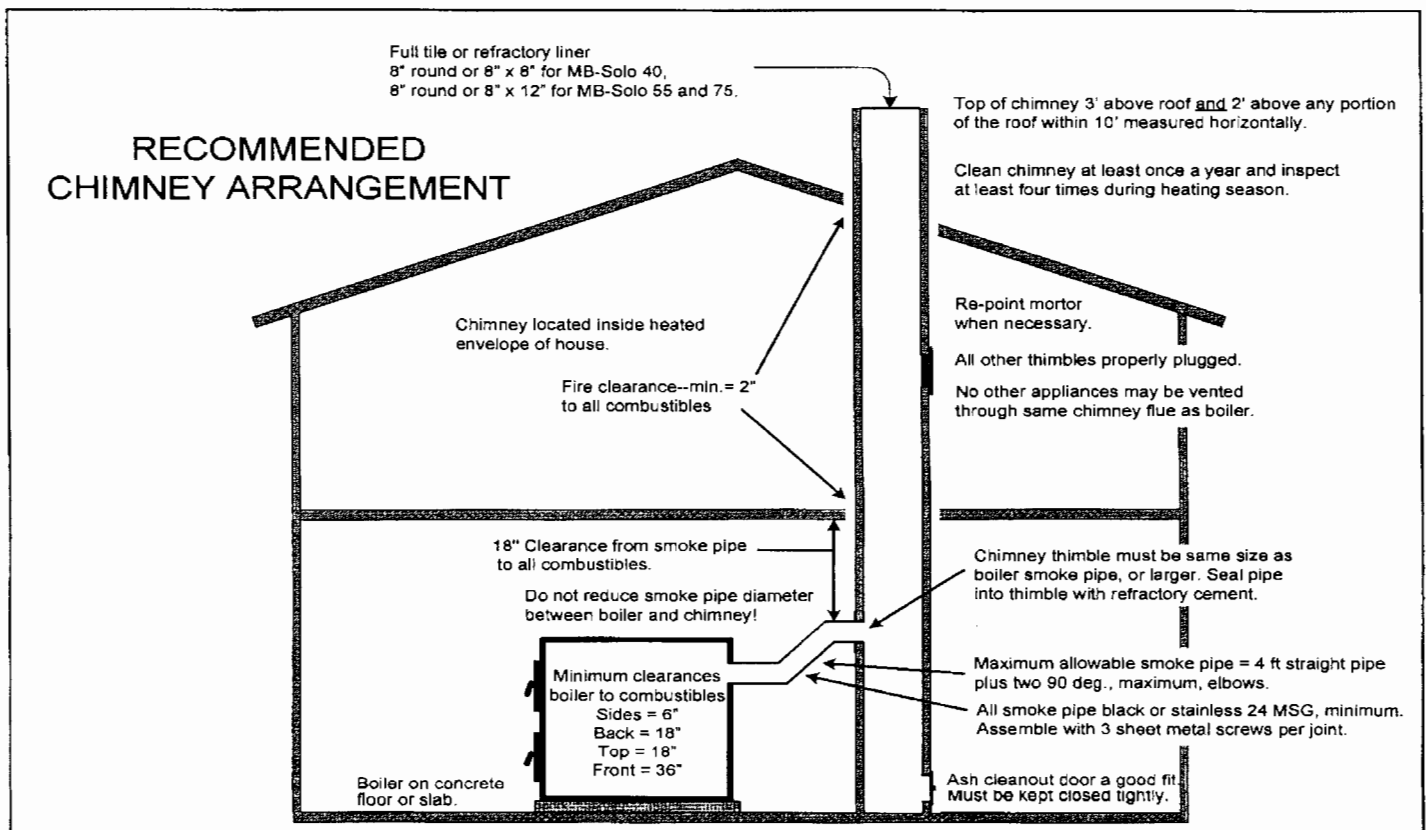 Full tile or refractory liner
8" round or 8" x 8" for MB-Solo 40,
8" round or 8" x 12" for MB-Solo 55 and 75.
RECOMMENDED
CHIMNEY ARRANGEMENT
Top of chimney 3' above roof and 2' above any portion
of the roof within 10' measured horizontally.
Clean chimney at least once a year and inspect
at least four times during heating season.
Chimney located inside heated
envelope of house.
Fire clearance--min.= 2"
to all combustibles
Re-point mortor
when necessary.
All other thimbles properly plugged.
No other appliances may be vented
through same chimney flue as boiler.
18" Clearance from smoke pipe
to all combustibles.
Do not reduce smoke pipe diameter
between boiler and chimney!
Chimney thimble must be same size as
boiler smoke pipe, or larger. Seal pipe
into thimble with refractory cement.
Minimum clearances
boiler to combustibles
Sides = 6"
Back = 18"
Top = 18"
Front = 36"
Maximum allowable smoke pipe = 4 ft straight pipe
plus two 90 deg., maximum, elbows.
All smoke pipe black or stainless 24 MSG, minimum.
Assemble with 3 sheet metal screws per joint.
Boiler on concrete
floor or slab.
Ash cleanout door a good fit.
Must be kept closed tightly.